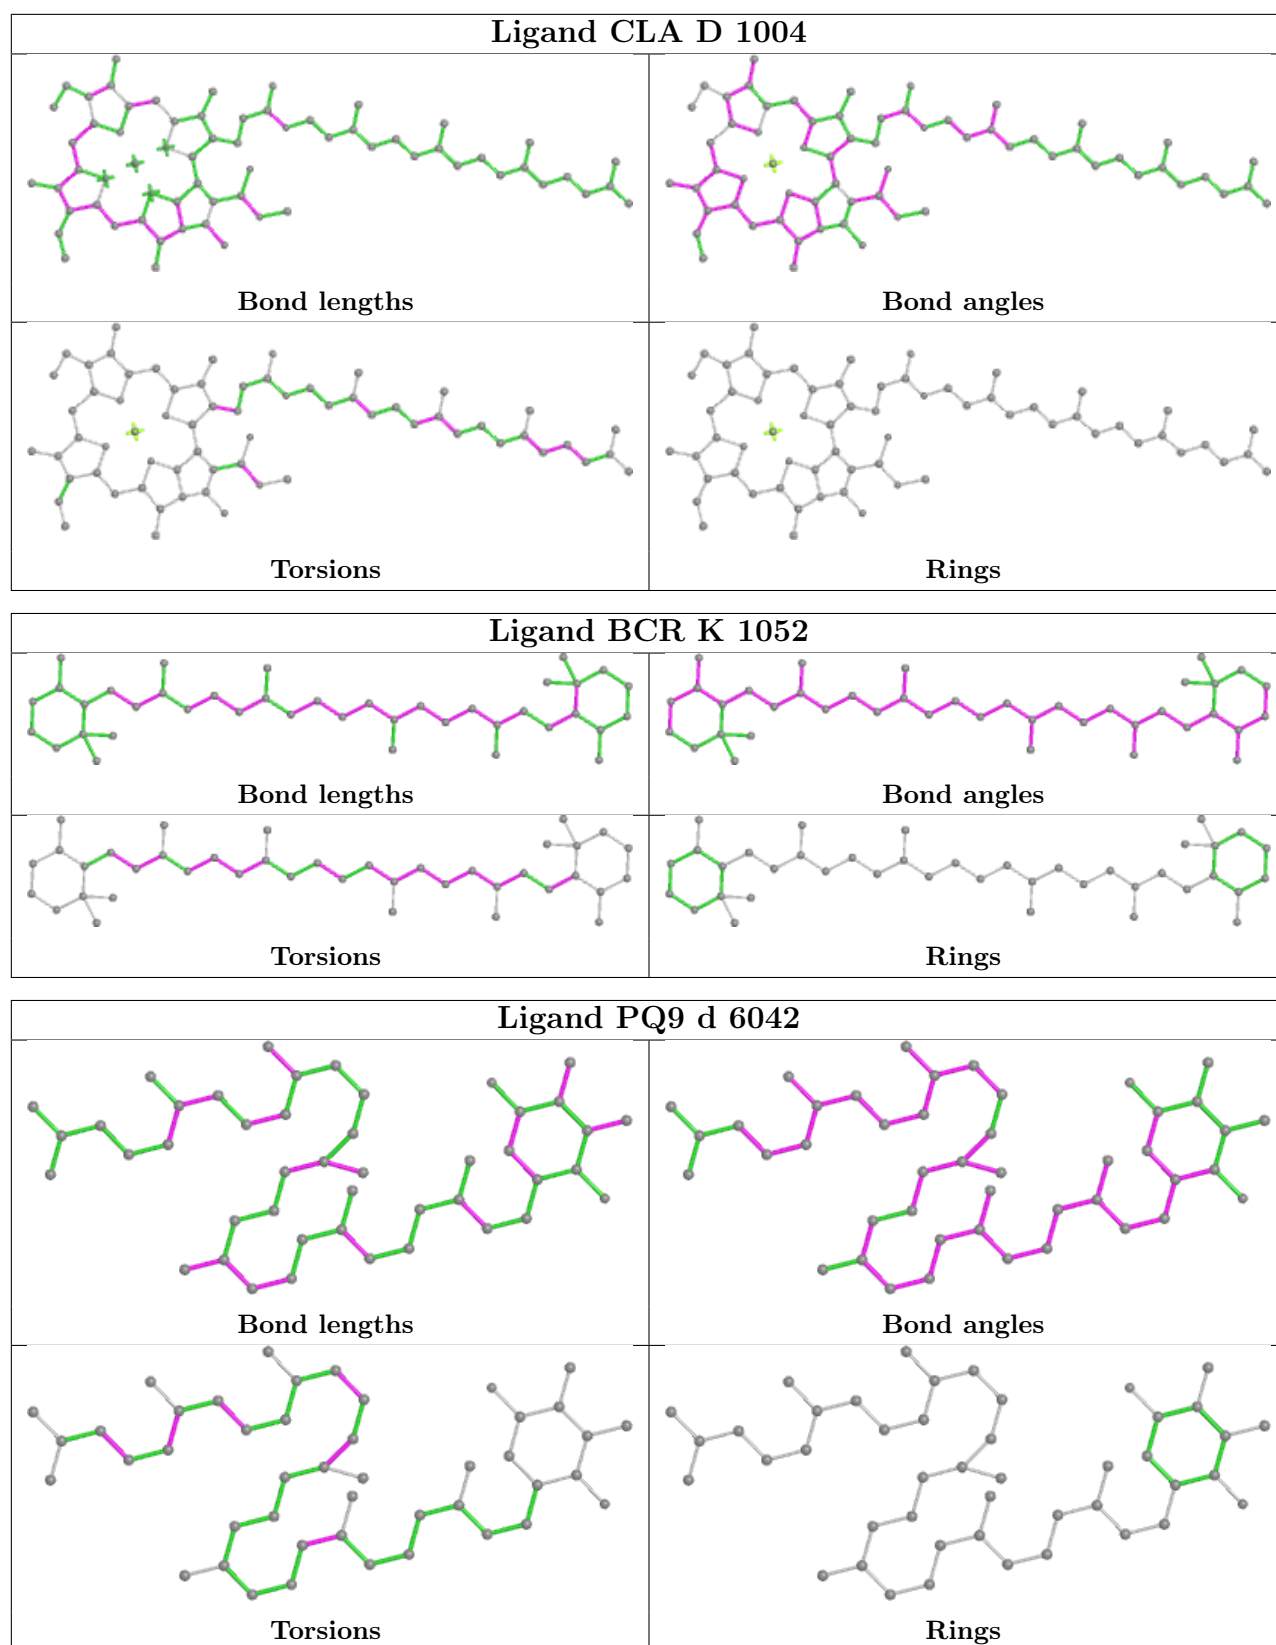 Ligand CLA D 1004
Bond lengths
Bond angles
Torsions
Rings
Ligand BCR K 1052
Bond lengths
Bond angles
Torsions
Rings
Ligand PQ9 d 6042
Bond lengths
Bond angles
Torsions
Rings